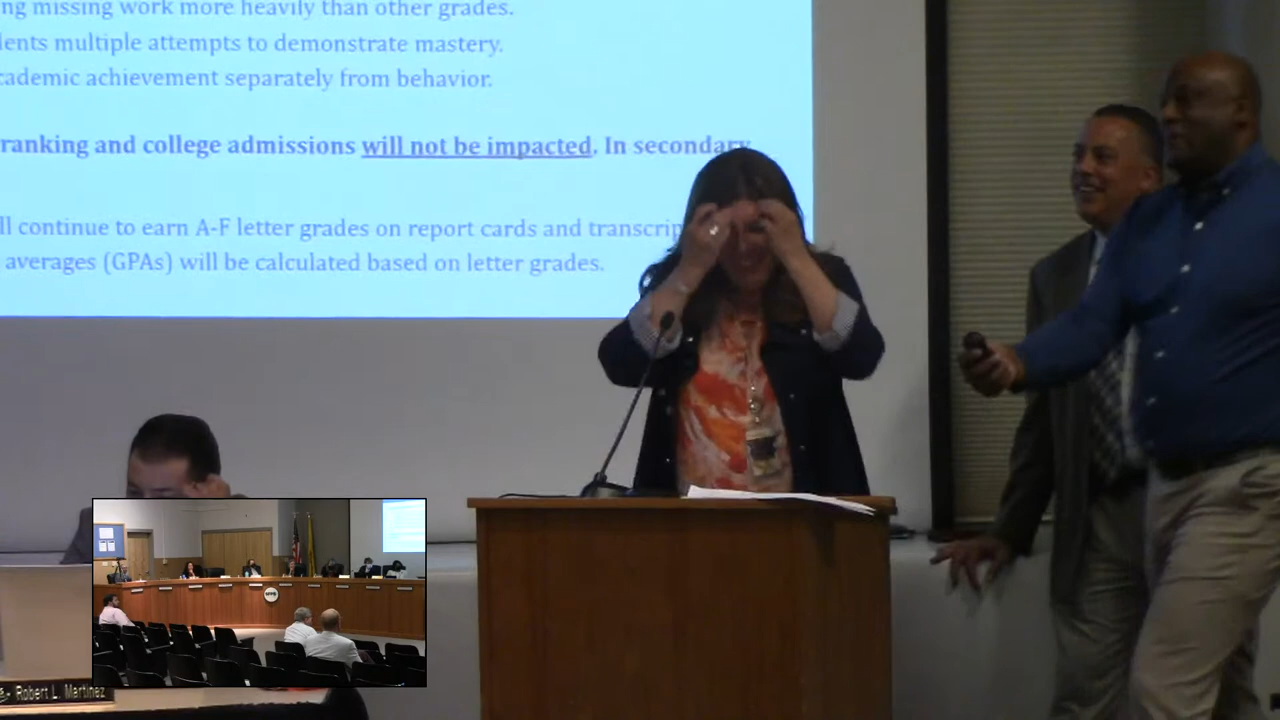 ng missing work more heavily than other grades.
lents multiple attempts to demonstrate mastery.
cademic achievement separately from behavior.
ranking and college admissions will not be impacted. In secondary
ll continue to earn A-F letter grades on report cards and transcrip
averages (GPAs) will be calculated based on letter grades.
Robert L. Martinez